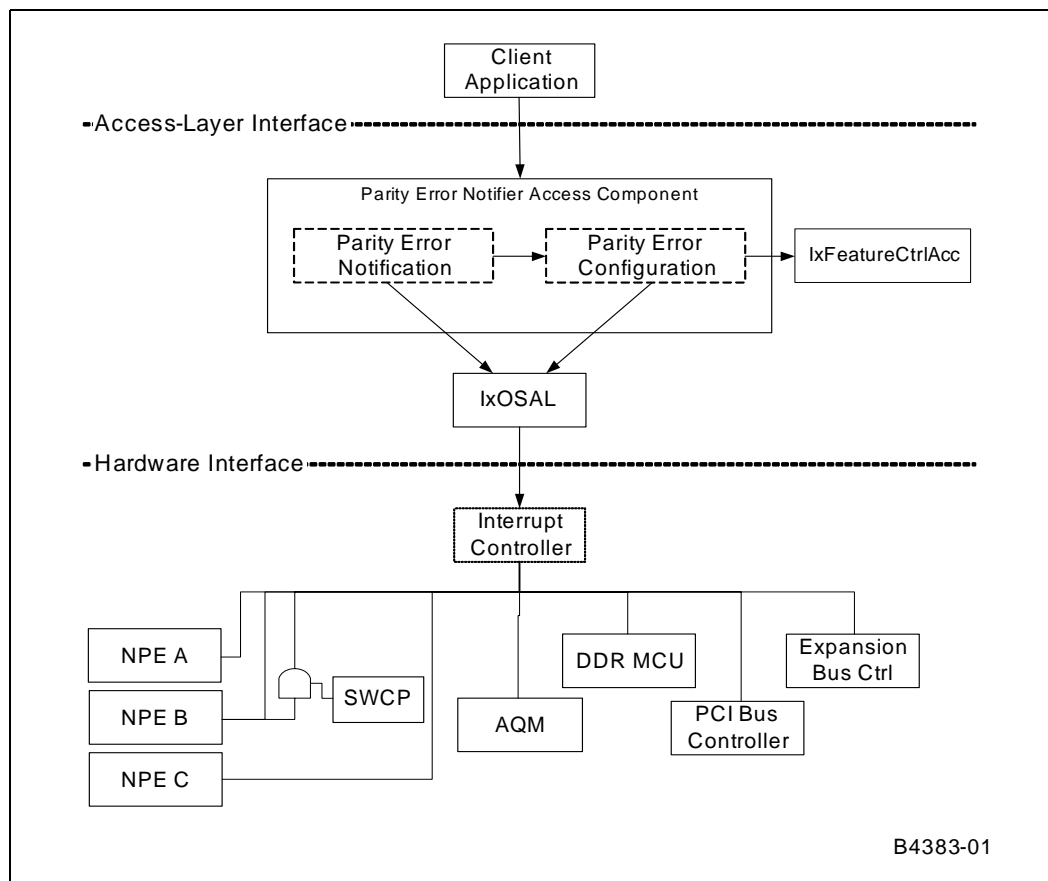 Client
Application
Access-Layer Interface
Parity Error Notifier Access Component
Parity Error
Notification
Parity Error
Configuration
IxFeatureCtrlAcc
IxOSAL
Hardware Interface
Interrupt
Controller
NPE A
NPE B
NPE C
SWCP
AQM
DDR MCU
PCI Bus
Controller
Expansion
Bus Ctrl
B4383-01